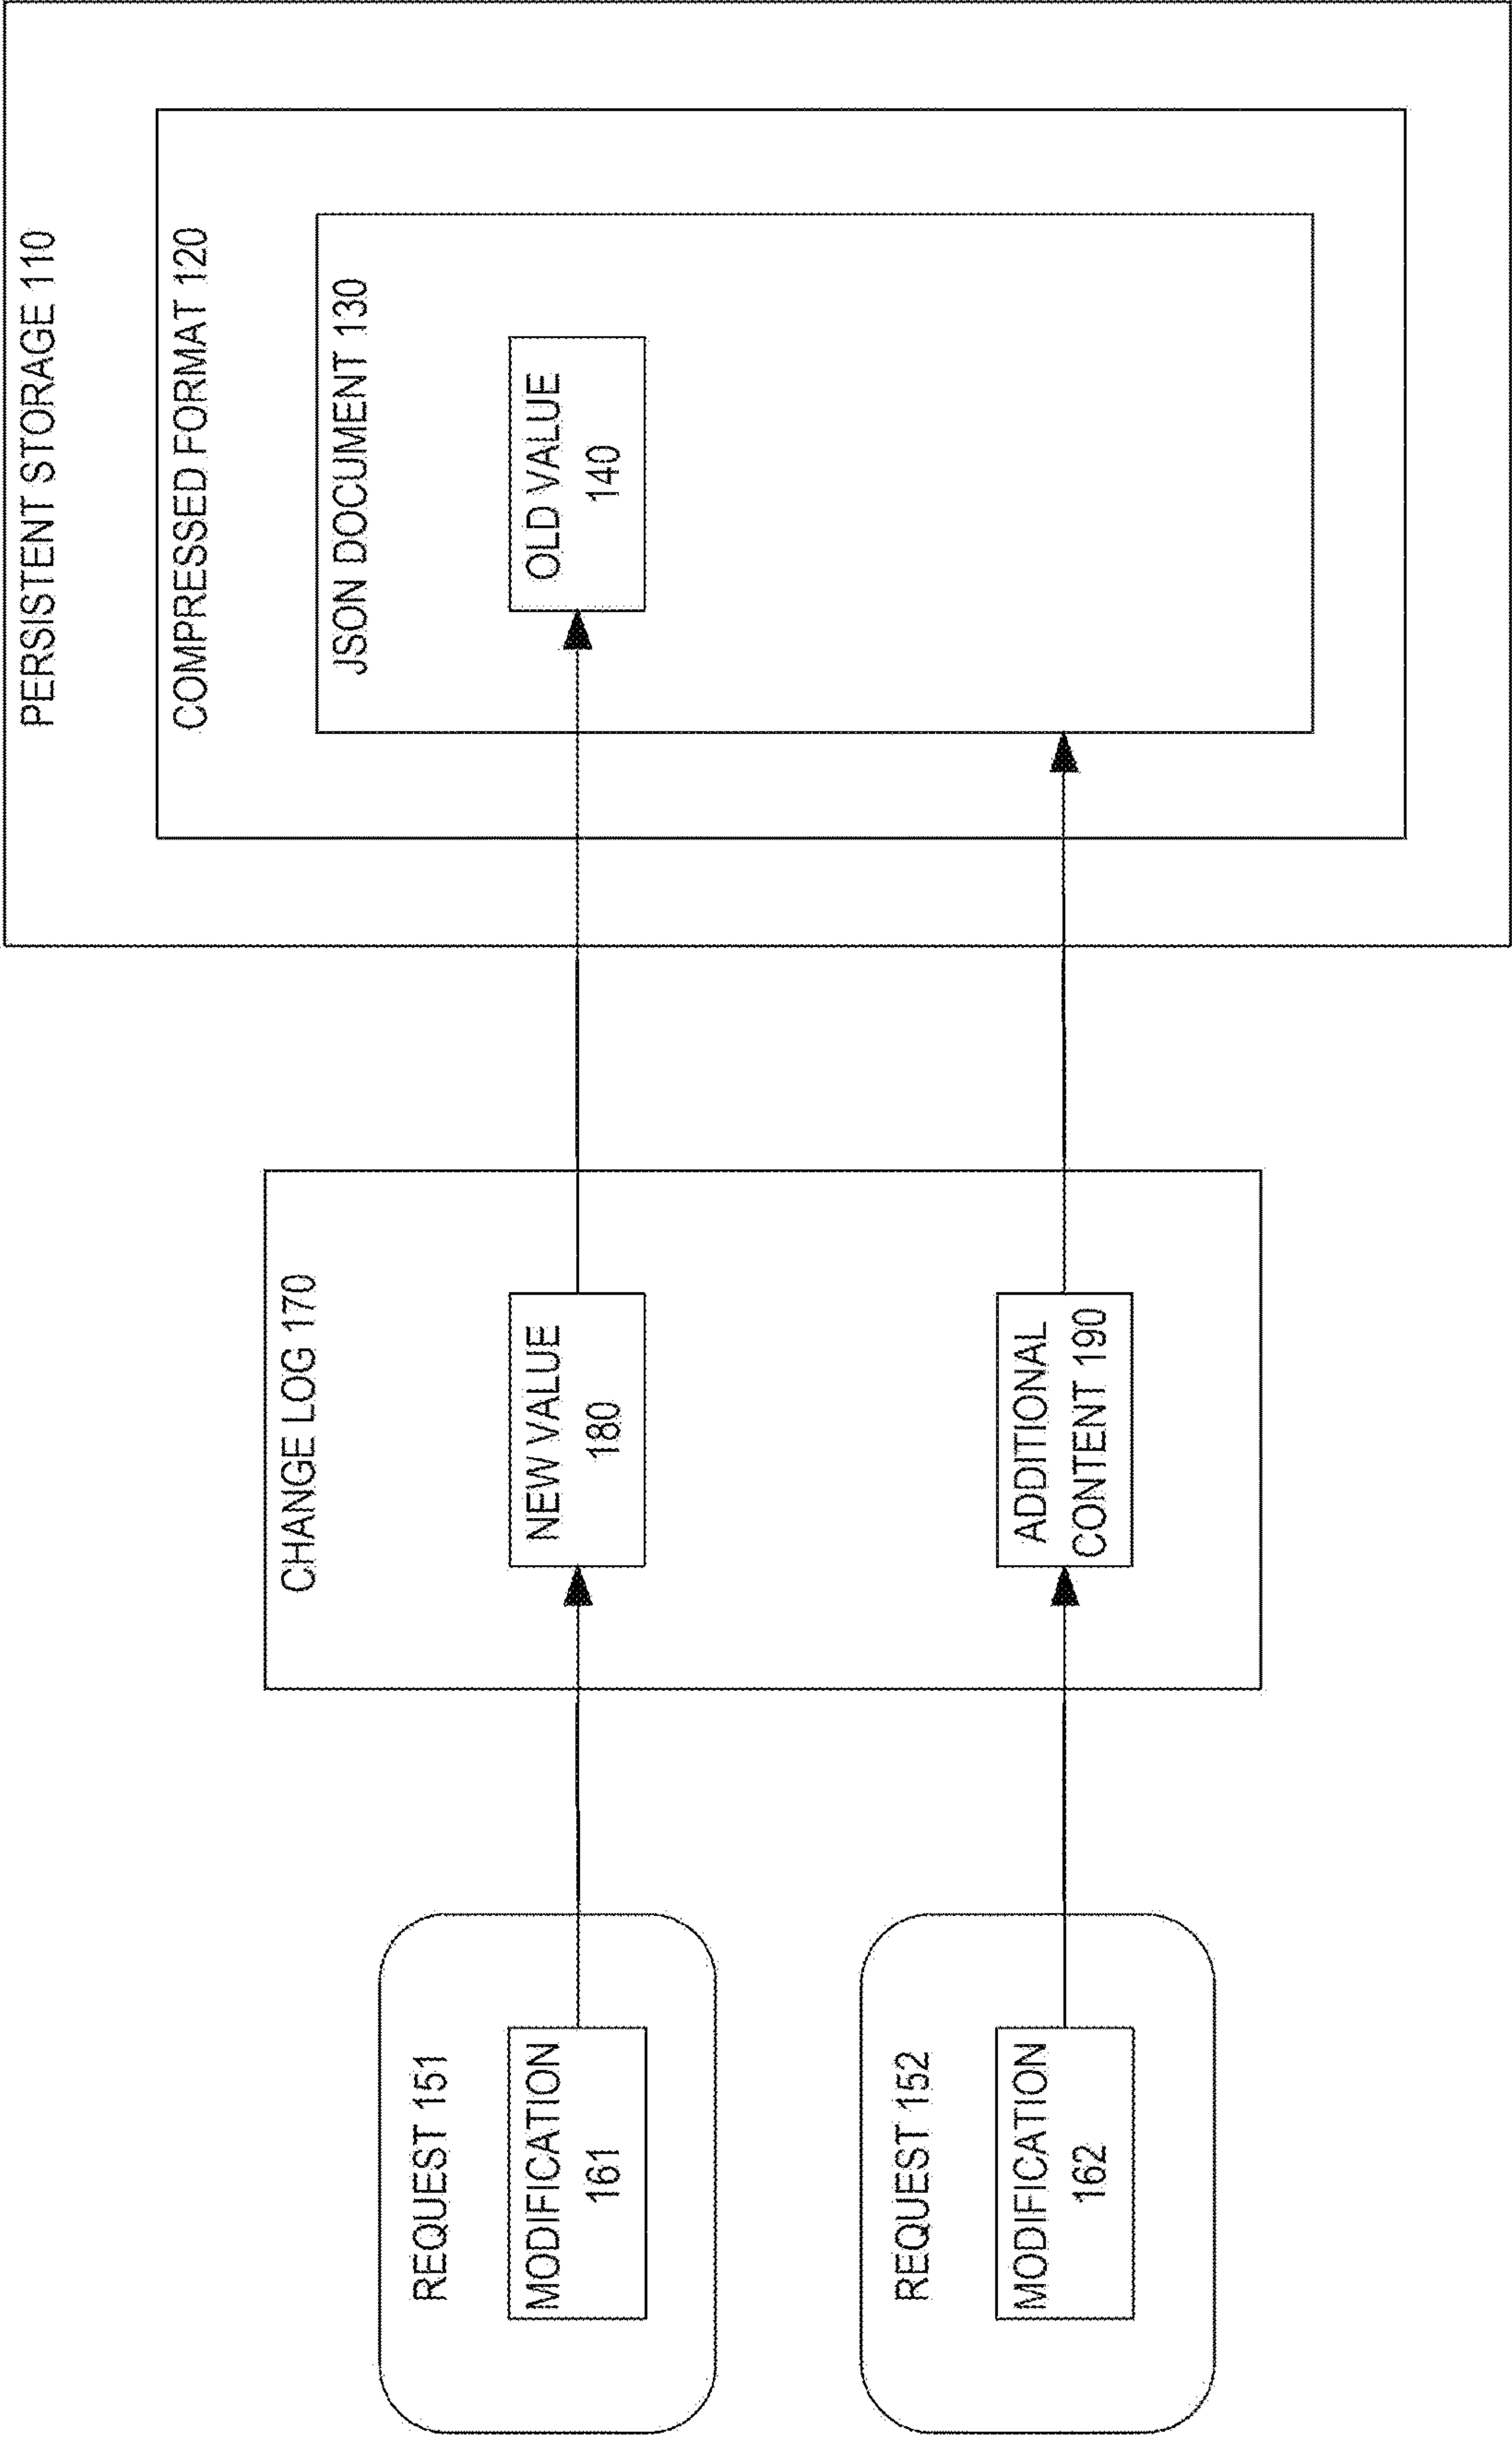 REQUEST 151
MODIFICATION
161
REQUEST 152
MODIFICATION
162
CHANGE LOG 170
NEW VALUE
180
ADDITIONAL
CONTENT 190
PERSISTENT STORAGE 110
COMPRESSED FORMAT 120
JSON DOCUMENT 130
OLD VALUE
140